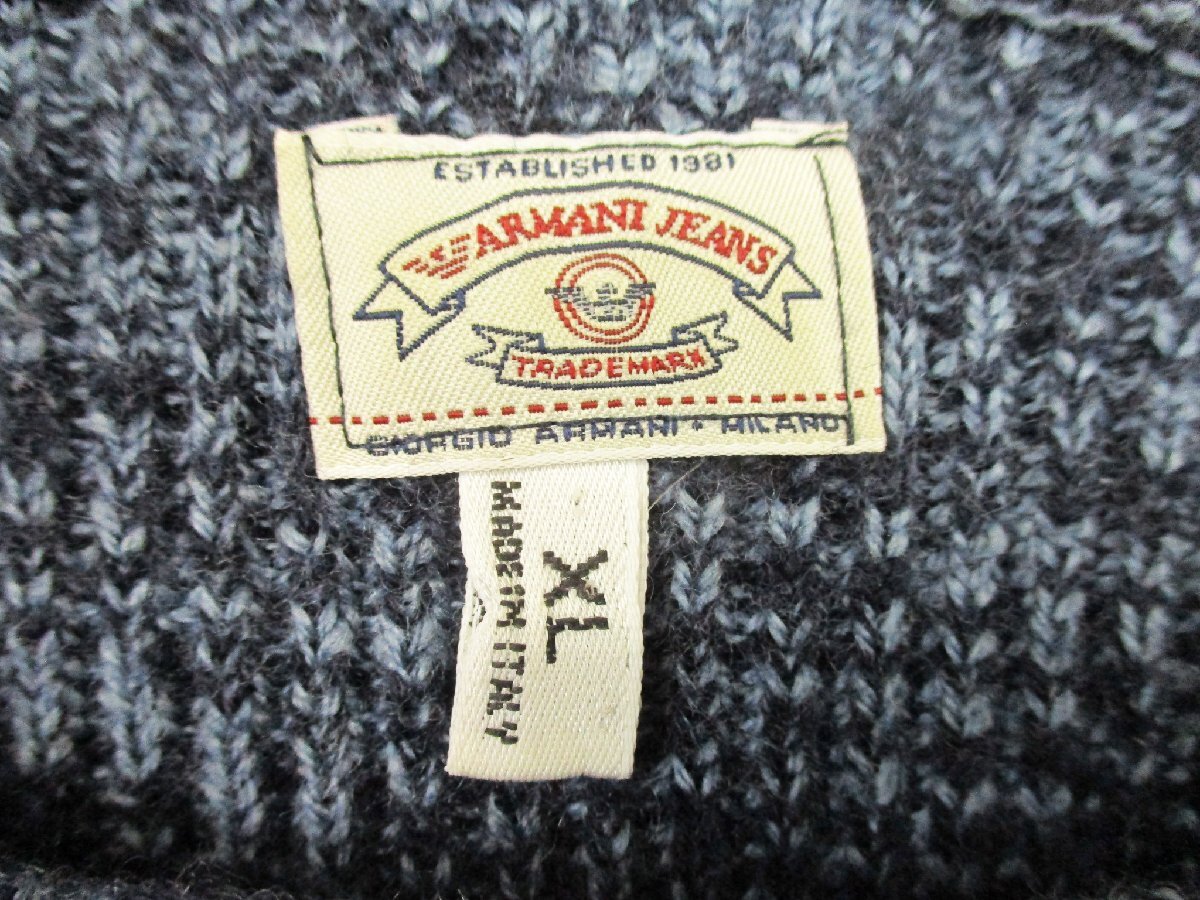 ESTABLISHED 1981
ARMANI JEANS
TRADEMARK
GIORGIO ARMANI • MILANO
XL
MADE IN ITALY